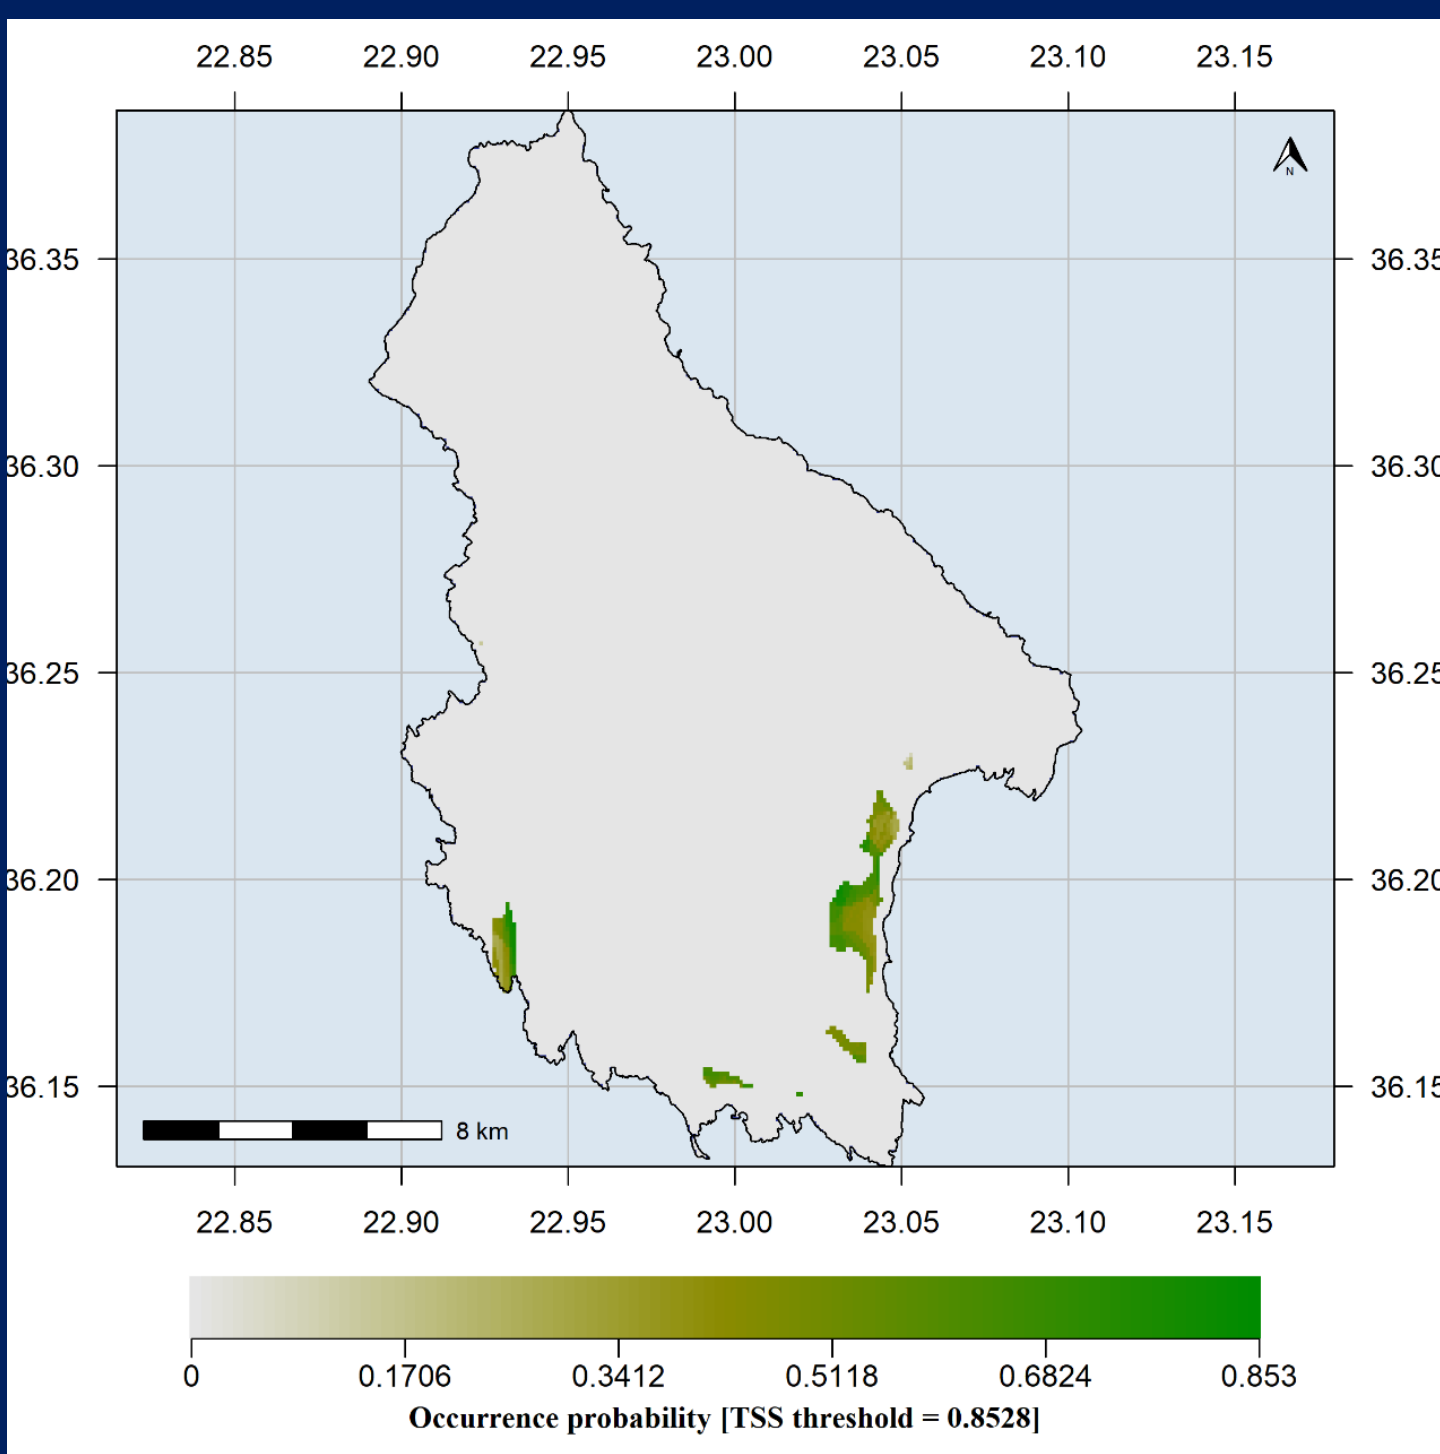 22.85 22.90 22.95 23.00 23.05 23.10 23.15
N
36.35 36.35
36.30 36.30
36.25 36.25
36.20 36.20
36.15 36.15
8 km
22.85 22.90 22.95 23.00 23.05 23.10 23.15
0 0.1706 0.3412 0.5118 0.6824 0.853
Occurrence probability [TSS threshold = 0.8528]